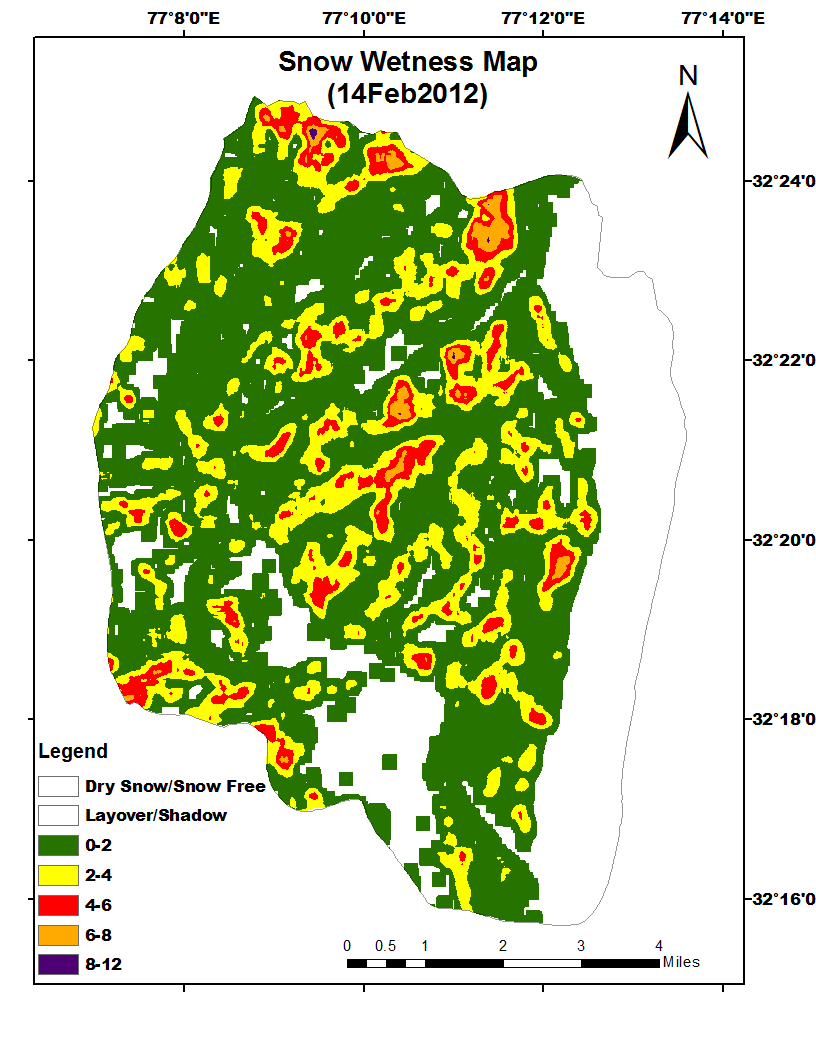 77°8'0"E 77°10'0"E 77°12'0"E 77°14'0"E
Snow Wetness Map
(14Feb2012)
N
32°24'0
32°22'0
32°20'0
32°18'0
Legend
Dry Snow/Snow Free
Layover/Shadow
0-2
2-4
4-6
6-8
8-12
32°16'0
0 0.5 1 2 3 4
Miles